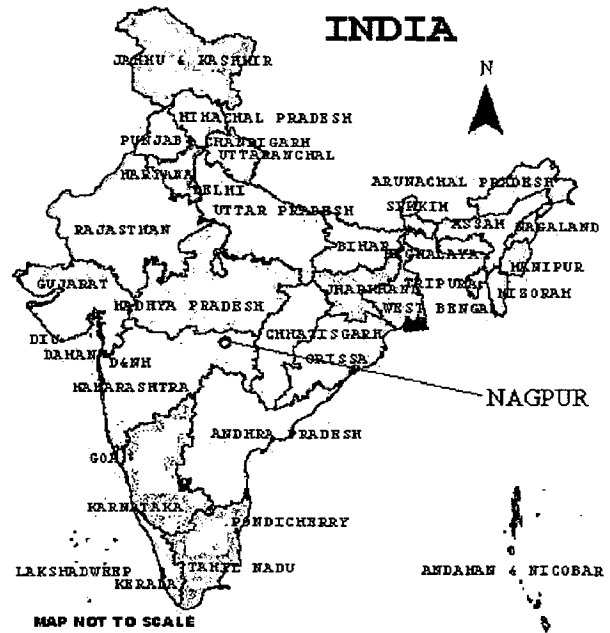 INDIA
JAMMU & KASHMIR
N
HIMACHAL PRADESH
PUNJAB
CHANDIGARH
UTTARANCHAL
HARYANA
DELHI
ARUNACHAL PRADESH
SIKKIM
UTTAR PRADESH
ASSAM
NAGALAND
RAJASTHAN
BIHAR
MEGHALAYA
MANIPUR
GUJARAT
JHARKHAND
TRIPURA
MIZORAM
MADHYA PRADESH
WEST BENGA
CHHATISGARH
DIU
DAMAN
D&NH
ORISSA
MAHARASHTRA
NAGPUR
ANDHRA PRADESH
GOA
KARNATAKA
PONDICHERRY
LAKSHADWEEP
TAMIL NADU
ANDAMAN & NICOBAR
KERALA
MAP NOT TO SCALE